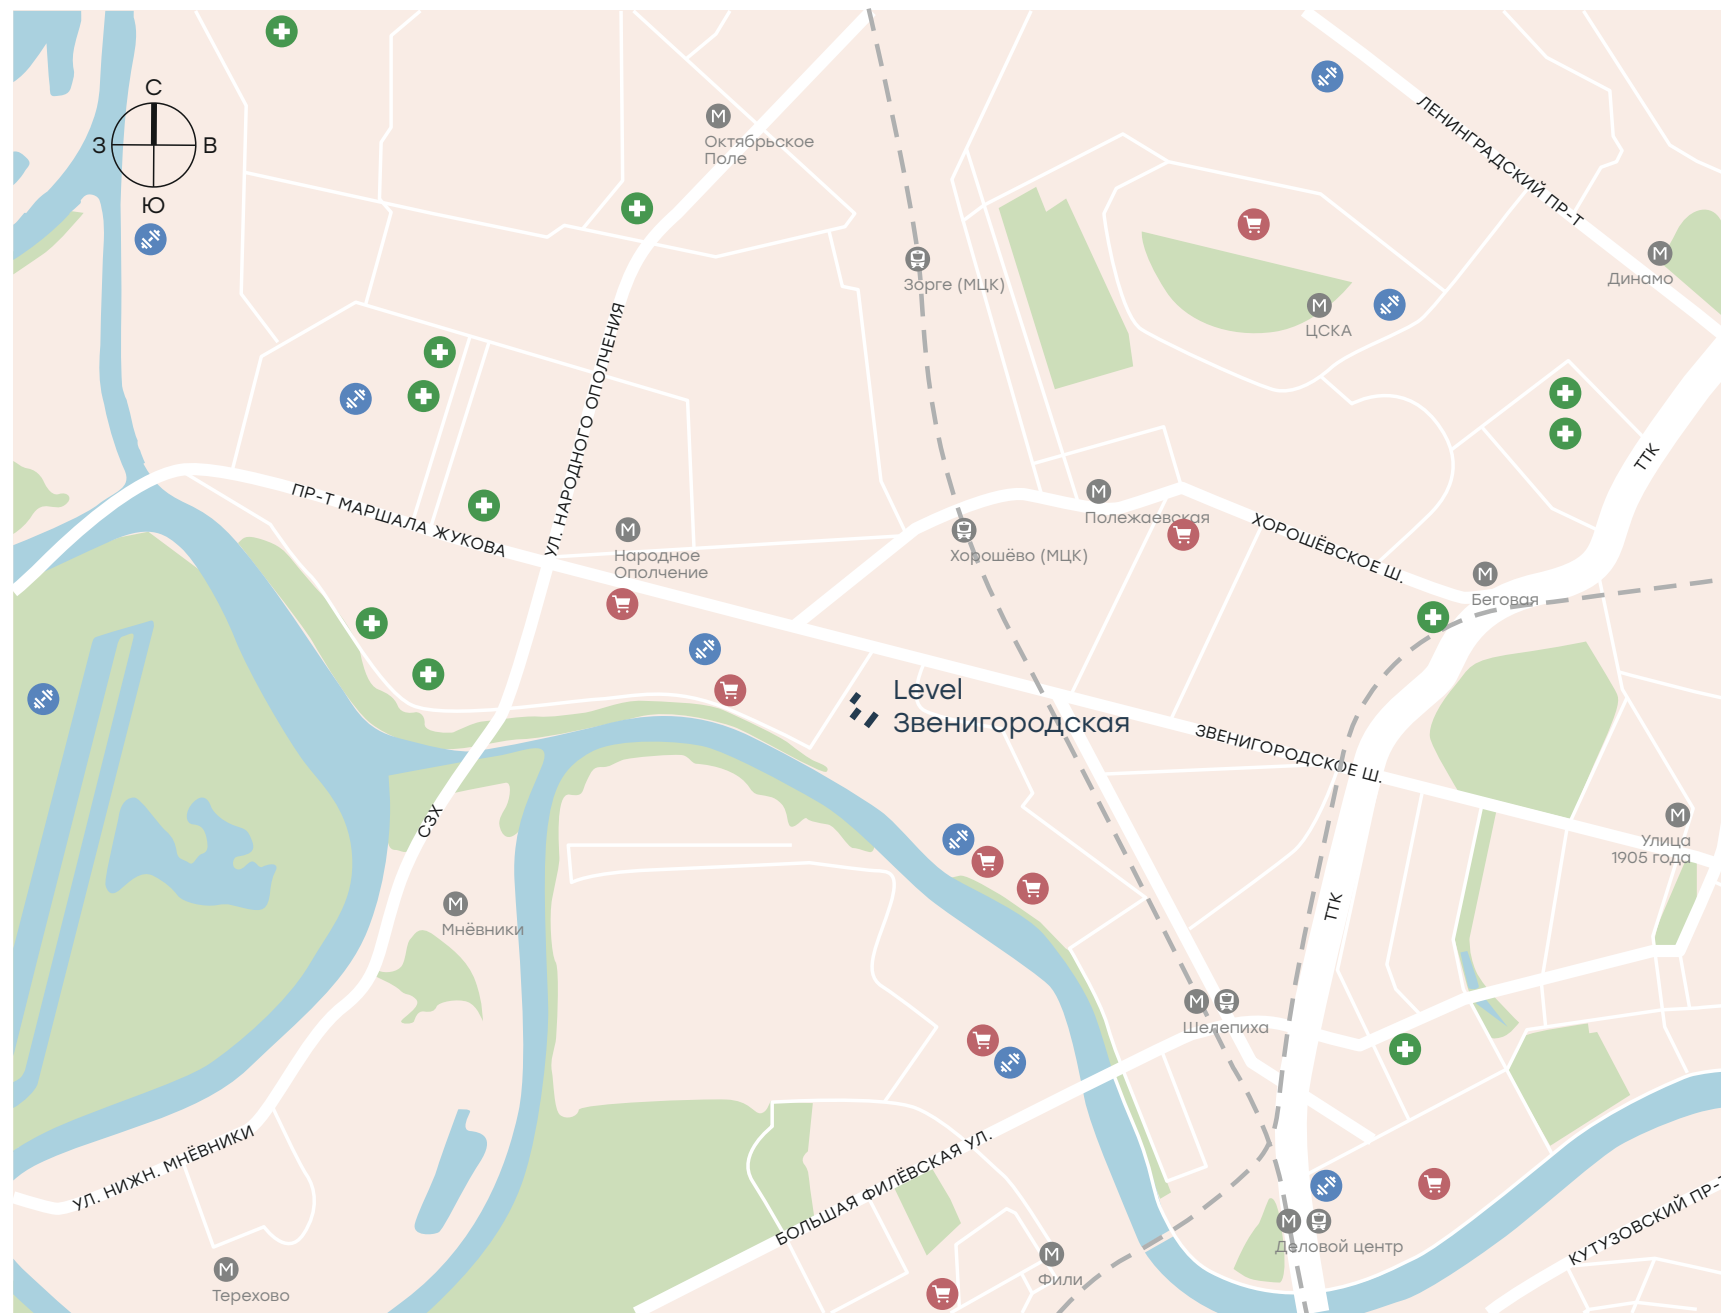 С
З
В
Ю
М
Октябрьское
Поле
ЛЕНИНГРАДСКИЙ ПР-Т
Зорге (МЦК)
М
Динамо
М
ЦСКА
УЛ. НАРОДНОГО ОПОЛЧЕНИЯ
ТТК
ПР-Т МАРШАЛА ЖУКОВА
М
Полежаевская
ХОРОШЁВСКОЕ Ш.
М
Народное
Ополчение
Хорошёво (МЦК)
М
Беговая
Level
Звенигородская
ЗВЕНИГОРОДСКОЕ Ш.
СЗХ
М
Улица
1905 года
М
Мнёвники
ТТК
М
Шелепиха
УЛ. НИЖН. МНЁВНИКИ
БОЛЬШАЯ ФИЛЁВСКАЯ УЛ.
М
Деловой центр
КУТУЗОВСКИЙ ПР-Т
М
Фили
М
Терехово